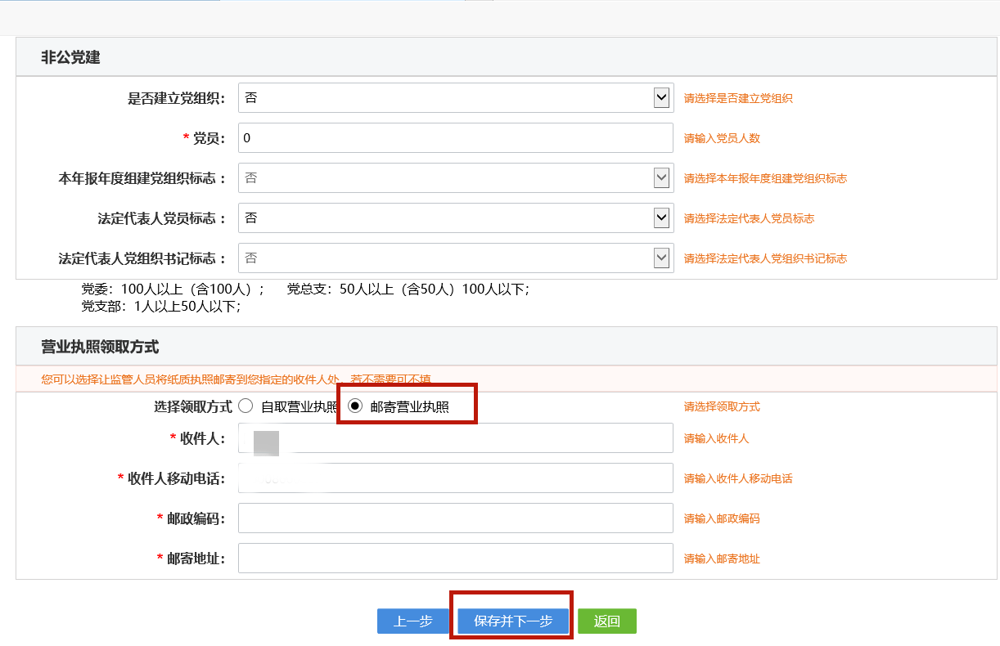 非公党建
是否建立党组织： 否 请选择是否建立党组织
* 党员： 0 请输入党员人数
本年报年度组建党组织标志： 否 请选择本年报年度组建党组织标志
法定代表人党员标志： 否 请选择法定代表人党员标志
法定代表人党组织书记标志： 否 请选择法定代表人党组织书记标志
党委：100人以上（含100人）； 党总支：50人以上（含50人）100人以下；
党支部：1人以上50人以下；
营业执照领取方式
您可以选择让监管人员将纸质执照邮寄到您指定的收件人处，若不需要可不填
选择领取方式 自取营业执照 邮寄营业执照 请选择领取方式
* 收件人： 请输入收件人
* 收件人移动电话： 请输入收件人移动电话
* 邮政编码： 请输入邮政编码
* 邮寄地址： 请输入邮寄地址
上一步 保存并下一步 返回